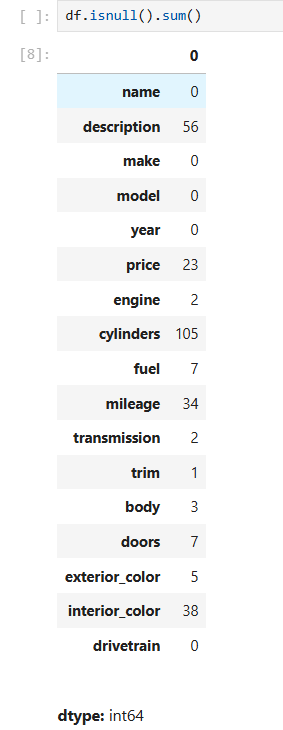 [ ]: df.isnull().sum()
[8]: 0
name 0
description 56
make 0
model 0
year 0
price 23
engine 2
cylinders 105
fuel 7
mileage 34
transmission 2
trim 1
body 3
doors 7
exterior_color 5
interior_color 38
drivetrain 0
dtype: int64